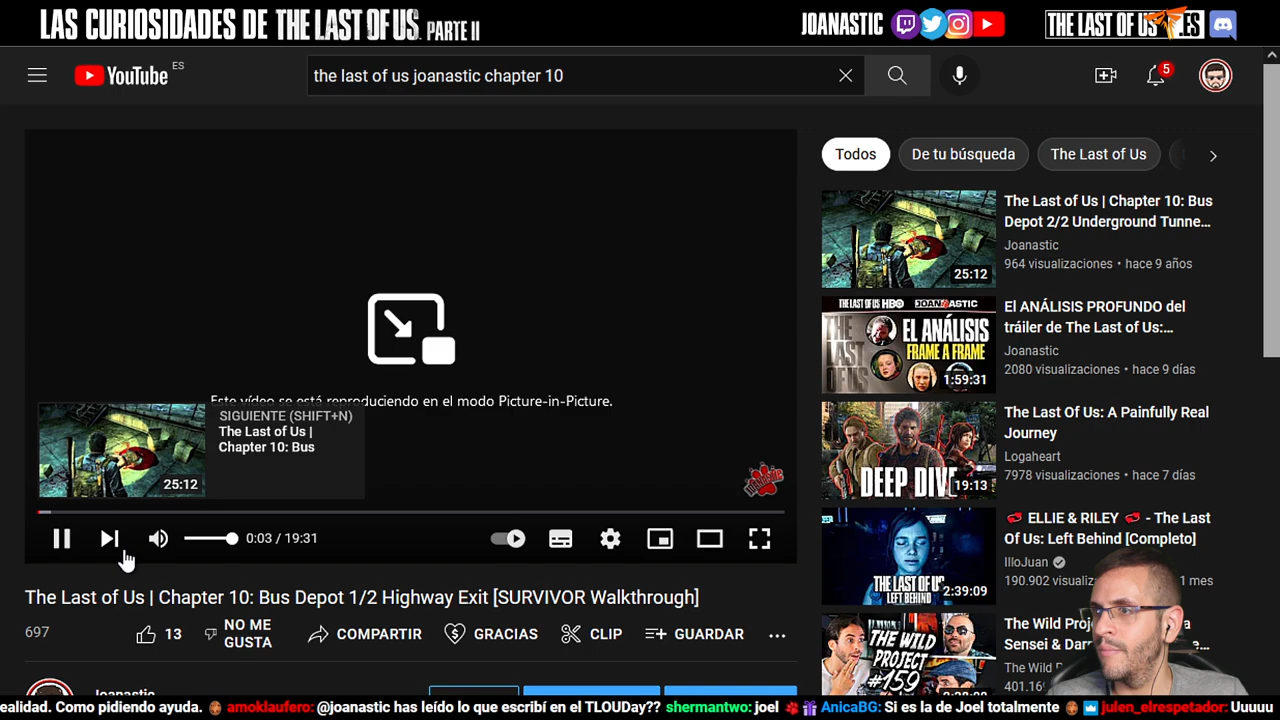 LAS CURIOSIDADES DE THE LAST OF US PARTE II
JOANASTIC
THE LAST OF US .ES
YouTube ES
the last of us joanastic chapter 10
5
Este vídeo se está reproduciendo en el modo Picture-in-Picture.
SIGUIENTE (SHIFT+N)
The Last of Us |
Chapter 10: Bus
25:12
JOANASTIC
0:03 / 19:31
The Last of Us | Chapter 10: Bus Depot 1/2 Highway Exit [SURVIVOR Walkthrough]
697
13
NO ME
GUSTA
COMPARTIR
GRACIAS
CLIP
GUARDAR
Joanastic
Todos
De tu búsqueda
The Last of Us
The Last of Us | Chapter 10: Bus
Depot 2/2 Underground Tunne...
Joanastic
964 visualizaciones • hace 9 años
25:12
THE LAST OF US HBO JOANASTIC
THE LAST OF US
EL ANÁLISIS
FRAME A FRAME
1:59:31
El ANÁLISIS PROFUNDO del
tráiler de The Last of Us:...
Joanastic
2080 visualizaciones • hace 9 días
DEEP DIVE
19:13
The Last Of Us: A Painfully Real
Journey
Logaheart
7978 visualizaciones • hace 7 días
THE LAST OF US
LEFT BEHIND
2:39:09
ELLIE & RILEY - The Last
Of Us: Left Behind [Completo]
IlloJuan
190.902 1 mes
THE WILD
PROJECT
#159
The Wild
Sensei &
The Wild
ealidad. Como pidiendo ayuda. amoklaufero: @joanastic has leído lo que escribí en el TLOUDay?? shermantwo: joel AnicaBG: Si es la de Joel totalmente julen_elrespetador: Uuuuu